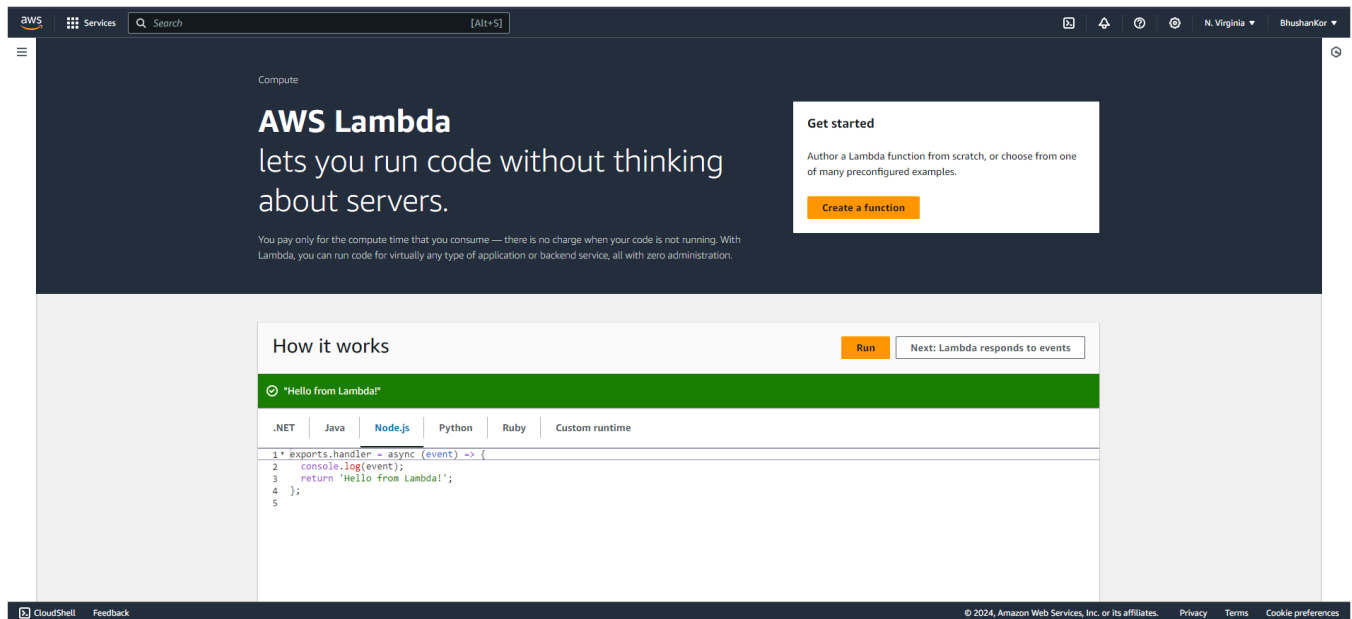 aws Services Search [Alt+S] N. Virginia ▼ BhushanKor ▼
Compute
AWS Lambda
lets you run code without thinking
about servers.
You pay only for the compute time that you consume — there is no charge when your code is not running. With
Lambda, you can run code for virtually any type of application or backend service, all with zero administration.
Get started
Author a Lambda function from scratch, or choose from one
of many preconfigured examples.
Create a function
How it works
Run Next: Lambda responds to events
"Hello from Lambda!"
.NET Java Node.js Python Ruby Custom runtime
1 exports.handler = async (event) => {
2 console.log(event);
3 return 'Hello from Lambda!';
4 };
5
CloudShell Feedback © 2024, Amazon Web Services, Inc. or its affiliates. Privacy Terms Cookie preferences